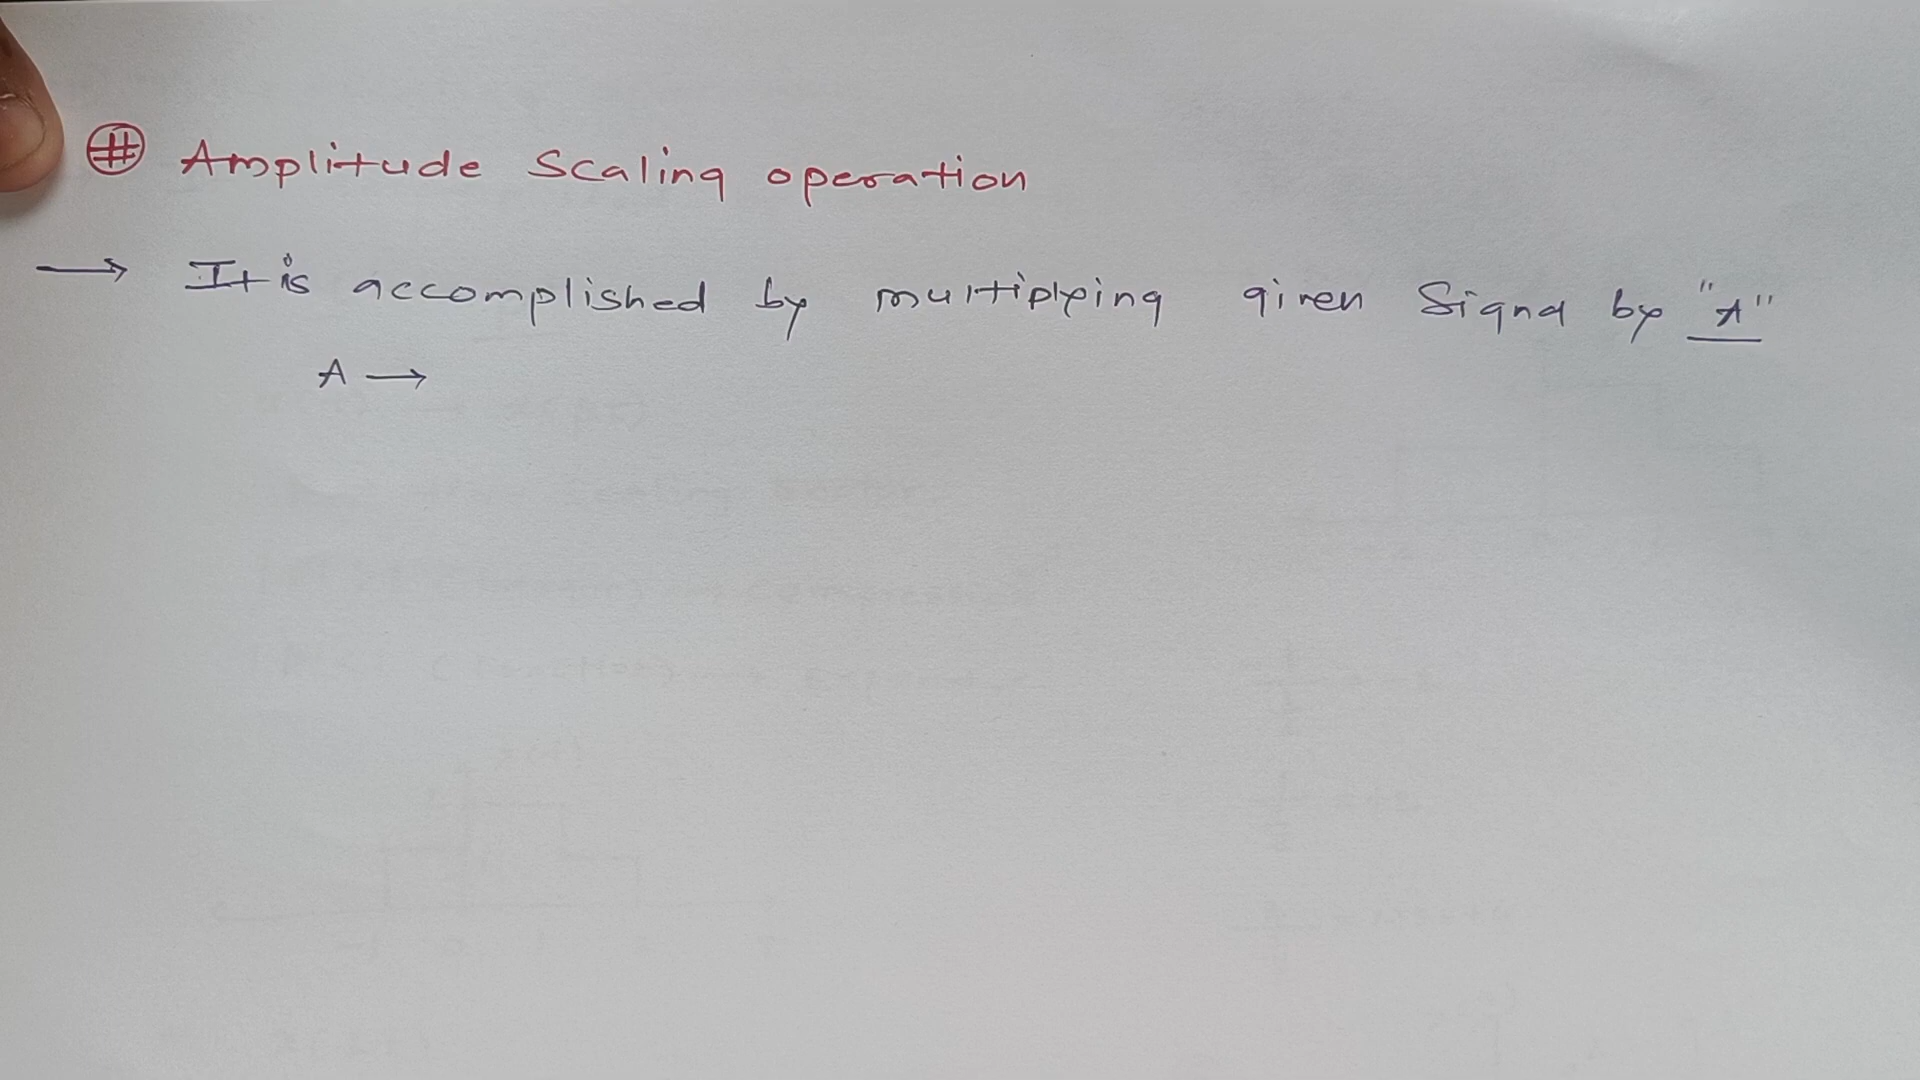 # Amplitude Scaling operation
→ It is accomplished by multiplying given Signal by "A"
A →